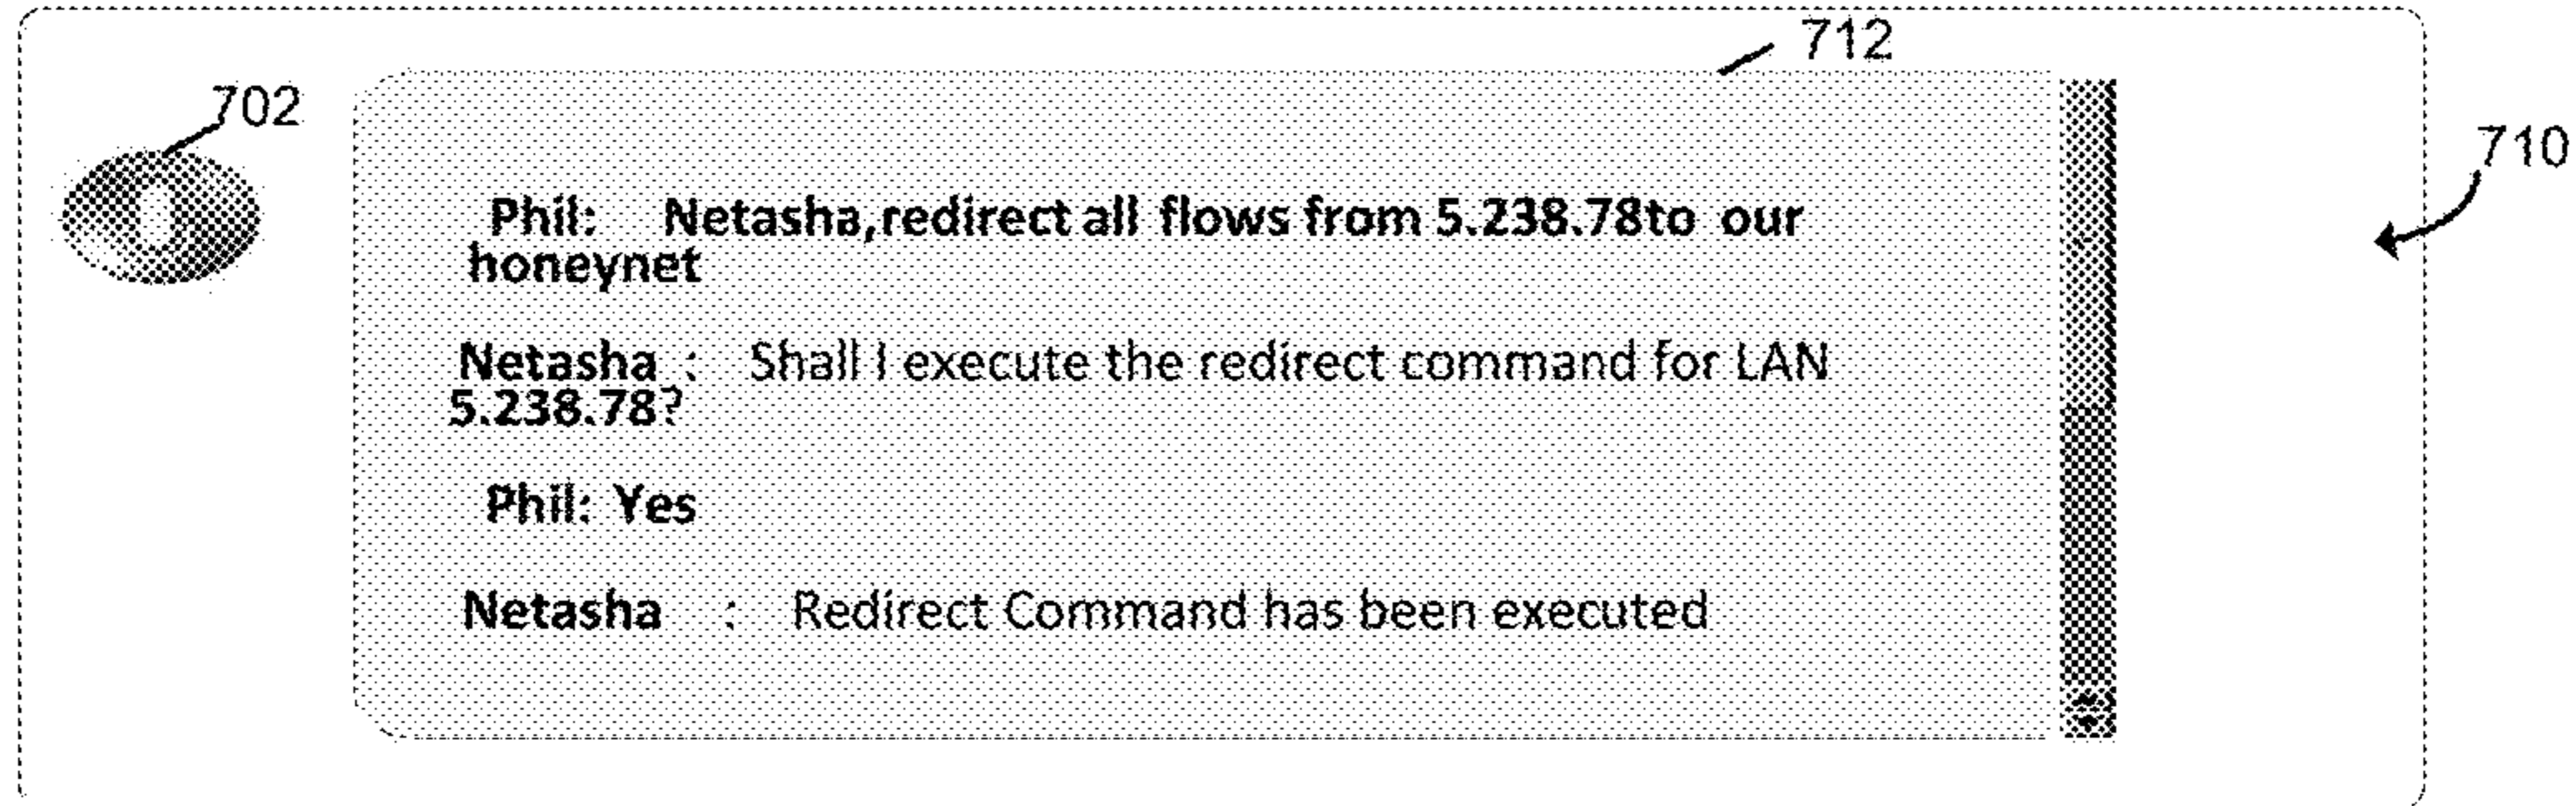 712
702
710
Phil: Netasha,redirect all flows from 5.238.78to our
honeynet
Netasha : Shall I execute the redirect command for LAN
5.238.78?
Phil: Yes
Netasha : Redirect Command has been executed